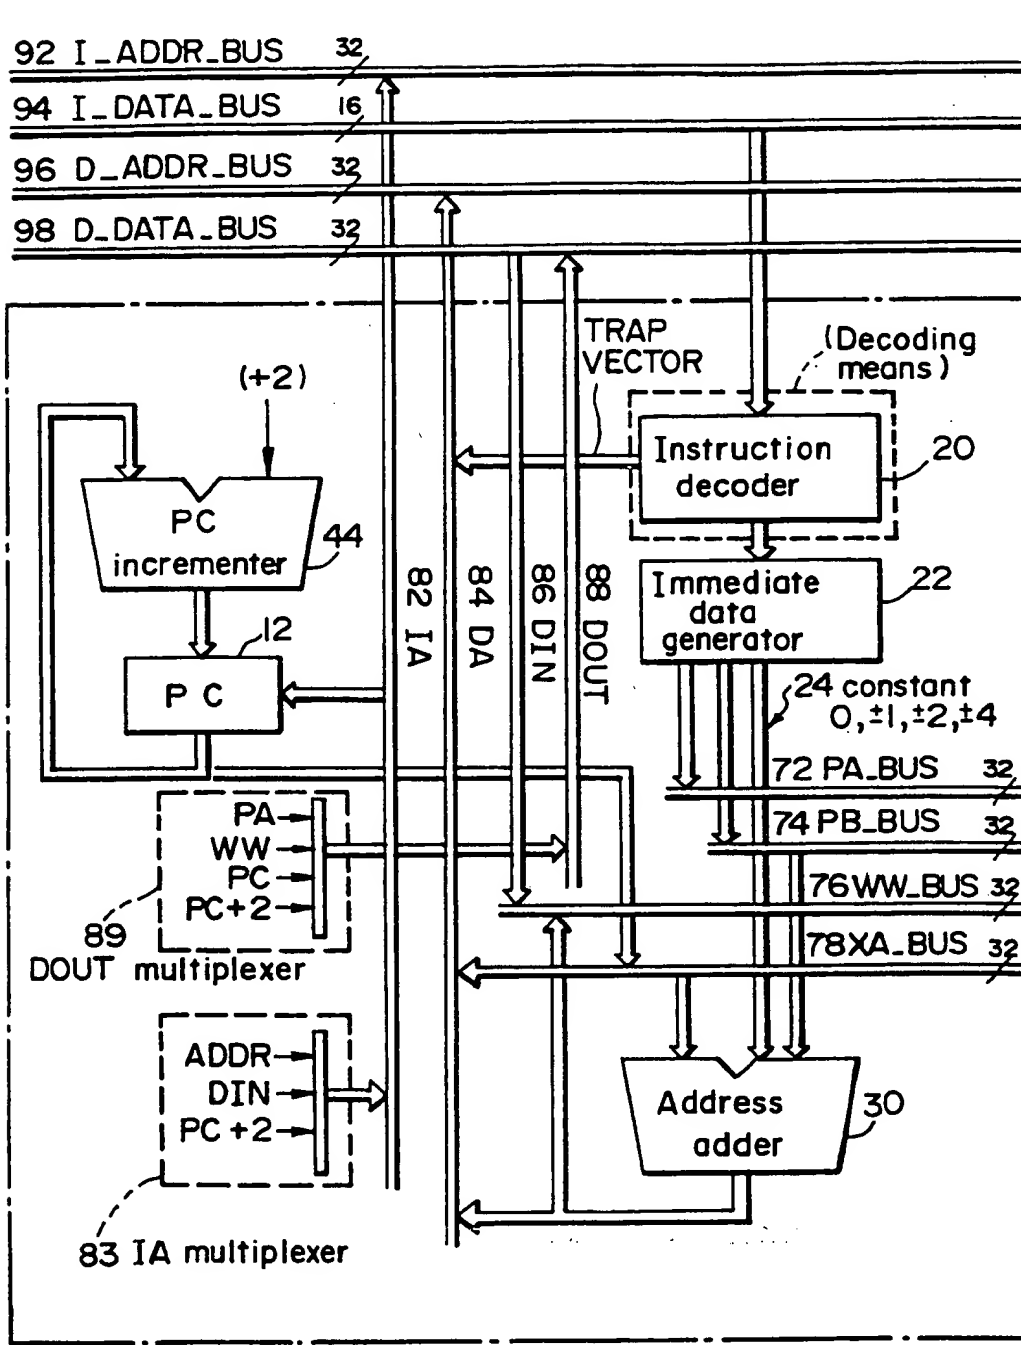 92 I_ADDR_BUS 32
94 I_DATA_BUS 16
96 D_ADDR_BUS 32
98 D_DATA_BUS 32
TRAP
VECTOR
(Decoding
means)
(+2)
Instruction
decoder
20
PC
incrementer
44
82 IA
84 DA
86 DIN
88 DOUT
Immediate
data
generator
22
12
PC
24 constant
0,±1,±2,±4
72 PA_BUS 32
74 PB_BUS 32
76 WW_BUS 32
78 XA_BUS 32
PA
WW
PC
PC+2
89
DOUT multiplexer
ADDR
DIN
PC+2
83 IA multiplexer
Address
adder
30